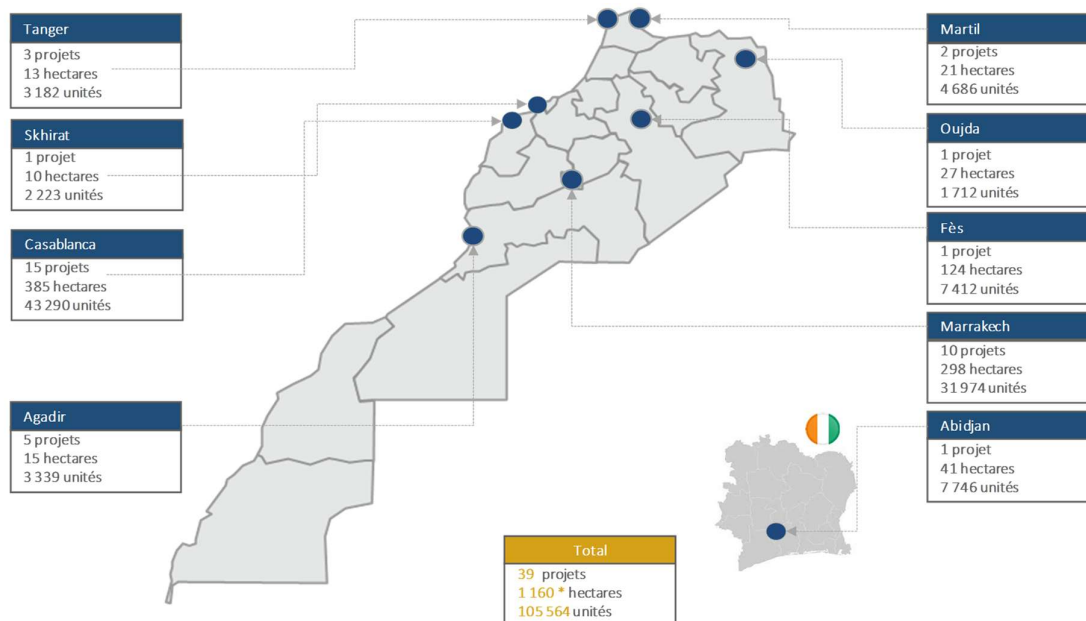 Tanger
3 projets
13 hectares
3 182 unités
Skhirat
1 projet
10 hectares
2 223 unités
Casablanca
15 projets
385 hectares
43 290 unités
Agadir
5 projets
15 hectares
3 339 unités
Martil
2 projets
21 hectares
4 686 unités
Oujda
1 projet
27 hectares
1 712 unités
Fès
1 projet
124 hectares
7 412 unités
Marrakech
10 projets
298 hectares
31 974 unités
Abidjan
1 projet
41 hectares
7 746 unités
Total
39 projets
1 160 * hectares
105 564 unités